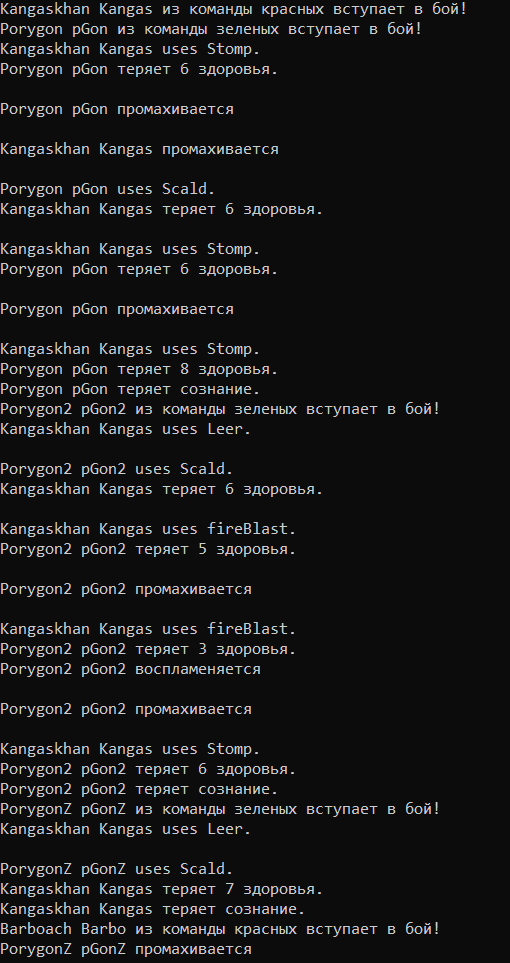 Kangaskhan Kangas из команды красных вступает в бой!
Porygon pGon из команды зеленых вступает в бой!
Kangaskhan Kangas uses Stomp.
Porygon pGon теряет 6 здоровья.
Porygon pGon промахивается
Kangaskhan Kangas промахивается
Porygon pGon uses Scald.
Kangaskhan Kangas теряет 6 здоровья.
Kangaskhan Kangas uses Stomp.
Porygon pGon теряет 6 здоровья.
Porygon pGon промахивается
Kangaskhan Kangas uses Stomp.
Porygon pGon теряет 8 здоровья.
Porygon pGon теряет сознание.
Porygon2 pGon2 из команды зеленых вступает в бой!
Kangaskhan Kangas uses Leer.
Porygon2 pGon2 uses Scald.
Kangaskhan Kangas теряет 6 здоровья.
Kangaskhan Kangas uses fireBlast.
Porygon2 pGon2 теряет 5 здоровья.
Porygon2 pGon2 промахивается
Kangaskhan Kangas uses fireBlast.
Porygon2 pGon2 теряет 3 здоровья.
Porygon2 pGon2 воспламеняется
Porygon2 pGon2 промахивается
Kangaskhan Kangas uses Stomp.
Porygon2 pGon2 теряет 6 здоровья.
Porygon2 pGon2 теряет сознание.
PorygonZ pGonZ из команды зеленых вступает в бой!
Kangaskhan Kangas uses Leer.
PorygonZ pGonZ uses Scald.
Kangaskhan Kangas теряет 7 здоровья.
Kangaskhan Kangas теряет сознание.
Barboach Barbo из команды красных вступает в бой!
PorygonZ pGonZ промахивается